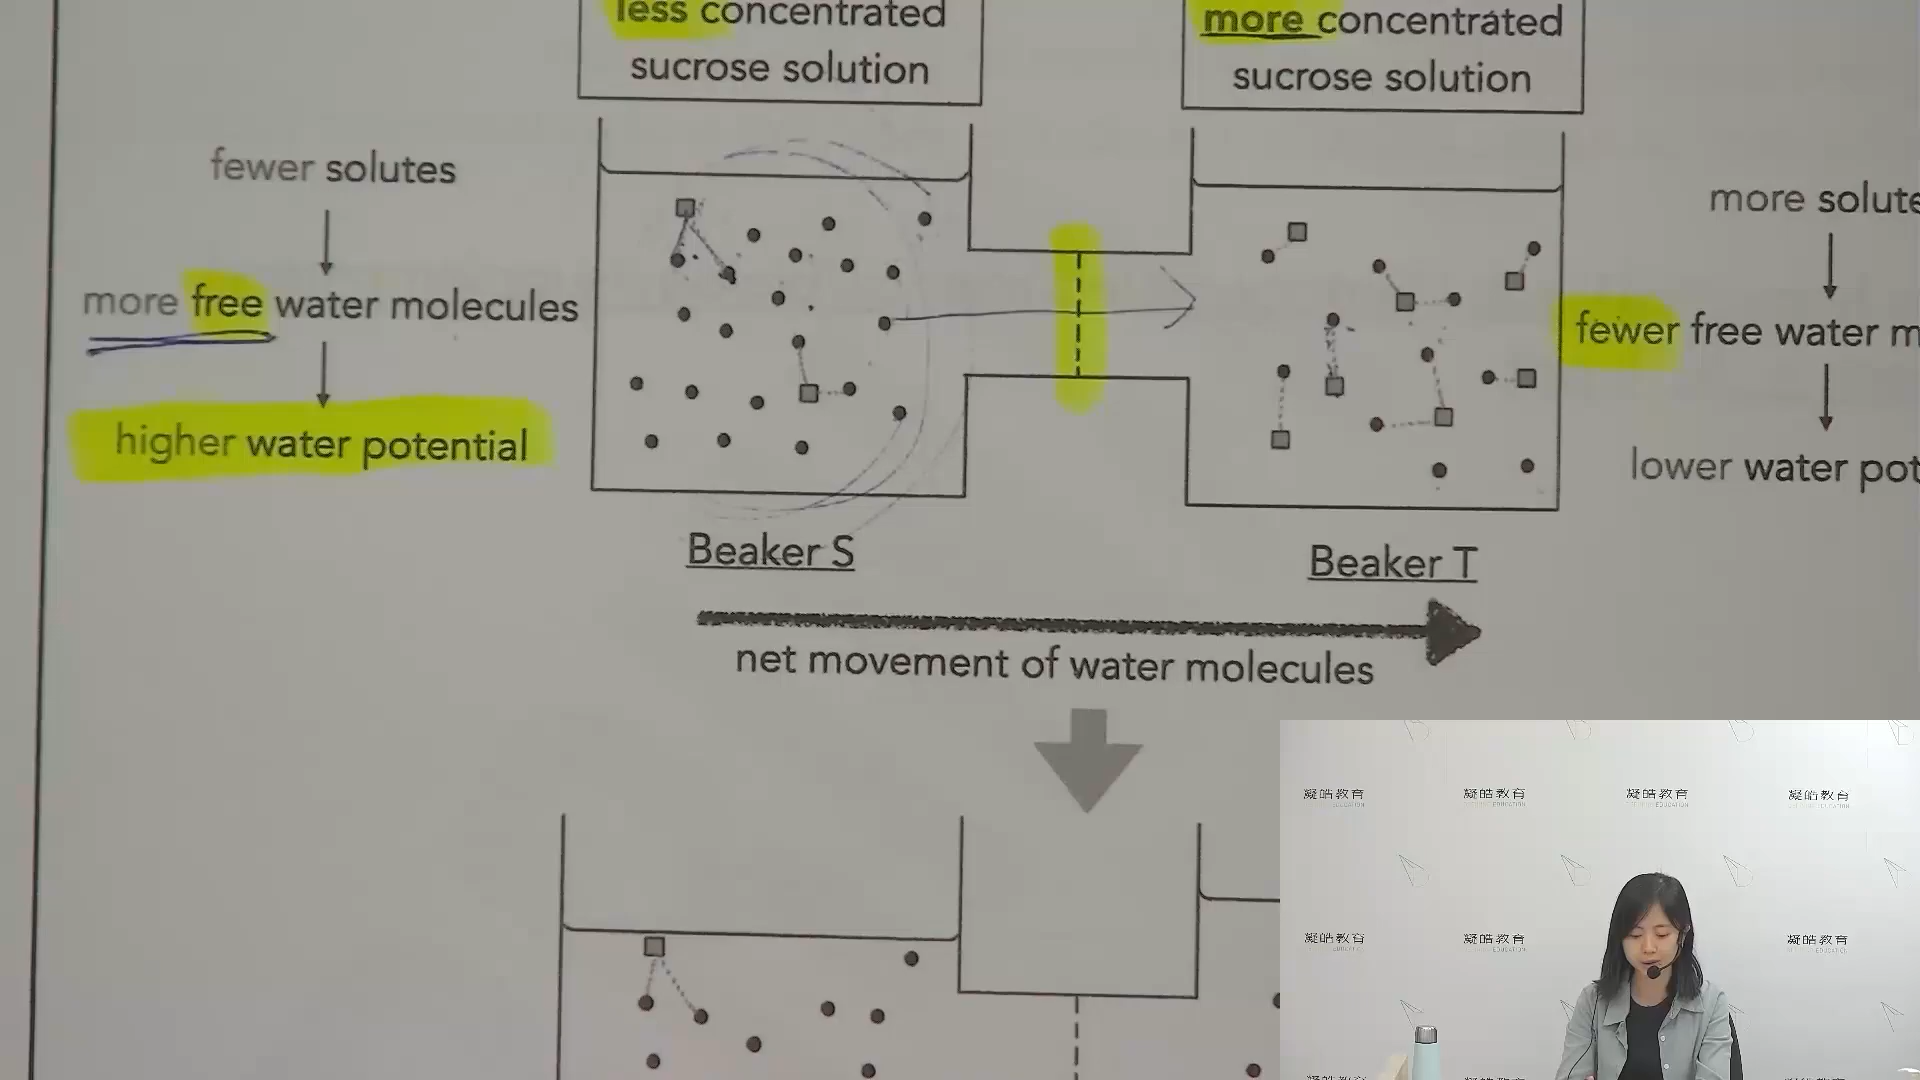 less concentrated
sucrose solution
more concentrated
sucrose solution
fewer solutes
more free water molecules
higher water potential
more solute
fewer free water m
lower water pot
Beaker S
Beaker T
net movement of water molecules
凝皓教育
凝皓教育
凝皓教育
凝皓教育
凝皓教育
凝皓教育
凝皓教育